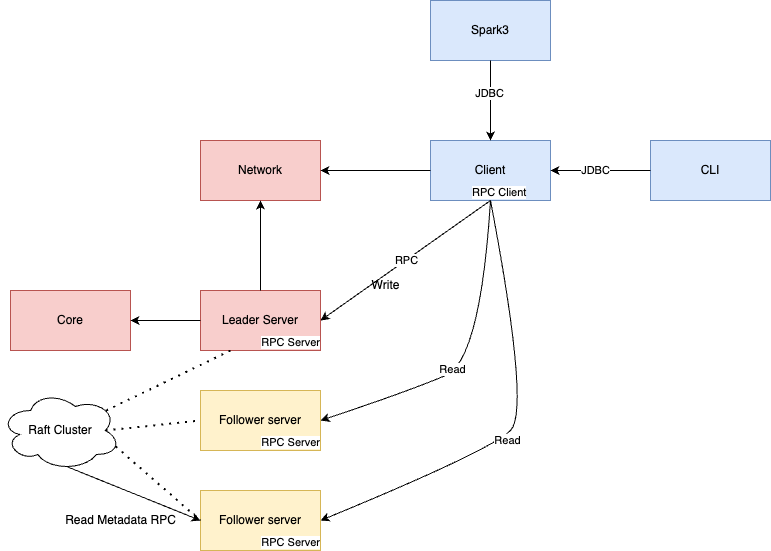 Spark3
JDBC
Network
Client
RPC Client
JDBC
CLI
RPC
Write
Core
Leader Server
RPC Server
Read
Follower server
RPC Server
Raft Cluster
Read
Read Metadata RPC
Follower server
RPC Server